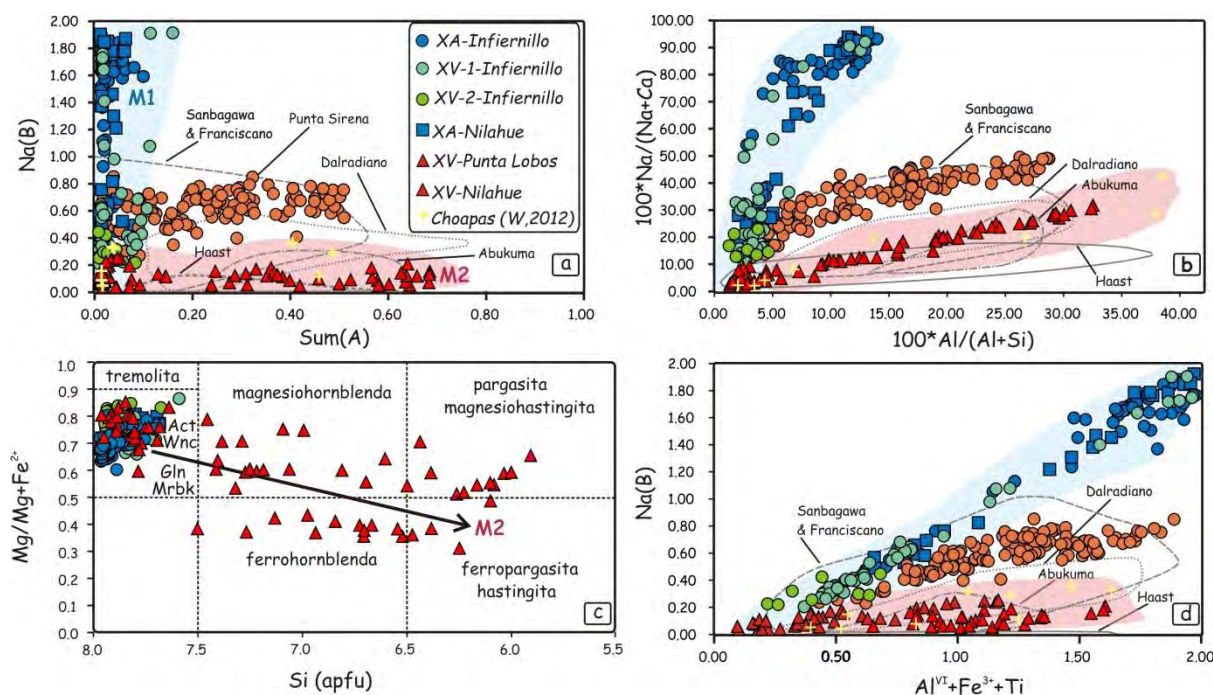 2.00
1.80
1.60
1.40
1.20
1.00
0.80
0.60
0.40
0.20
0.00
Na(B)
M1
Sanbagawa
& Franciscano
Punta Sirena
Dalradiano
Haast
Abukuma
M2
a
XA-Infiernillo
XV-1-Infiernillo
XV-2-Infiernillo
XA-Nilahue
XV-Punta Lobos
XV-Nilahue
Choapas (W,2012)
0.00 0.20 0.40 0.60 0.80 1.00
Sum(A)
100.00
90.00
80.00
70.00
60.00
50.00
40.00
30.00
20.00
10.00
0.00
100*Na/(Na+Ca)
Sanbagawa
& Franciscano
Dalradiano
Abukuma
Haast
b
0.00 5.00 10.00 15.00 20.00 25.00 30.00 35.00 40.00
100*Al/(Al+Si)
1.0
0.9
0.8
0.7
0.6
0.5
0.4
0.3
0.2
0.1
0.0
Mg/Mg+Fe²⁺
tremolita
magnesiohornblenda
pargasita
magnesiohastingita
Act
Wnc
Gln
Mrbk
M2
ferrohornblenda
ferropargasita
hastingita
c
8.0 7.5 7.0 6.5 6.0 5.5
Si (apfu)
2.00
1.80
1.60
1.40
1.20
1.00
0.80
0.60
0.40
0.20
0.00
Na(B)
Sanbagawa
& Franciscano
Dalradiano
Abukuma
Haast
d
0.00 0.50 1.00 1.50 2.00
Alⱽᴵ+Fe³⁺+Ti